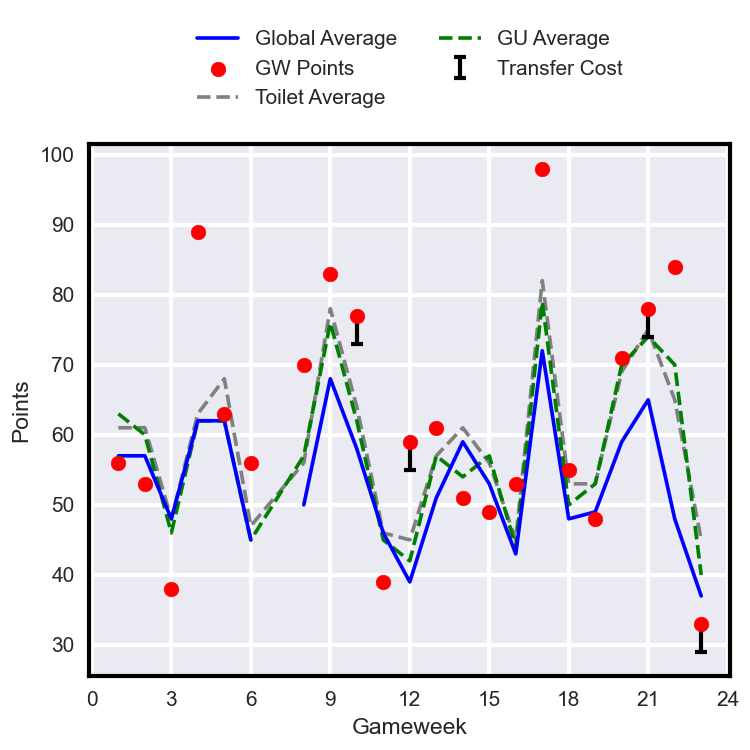 Global Average
GW Points
Toilet Average
GU Average
Transfer Cost
100
90
80
70
60
50
40
30
Points
0 3 6 9 12 15 18 21 24
Gameweek